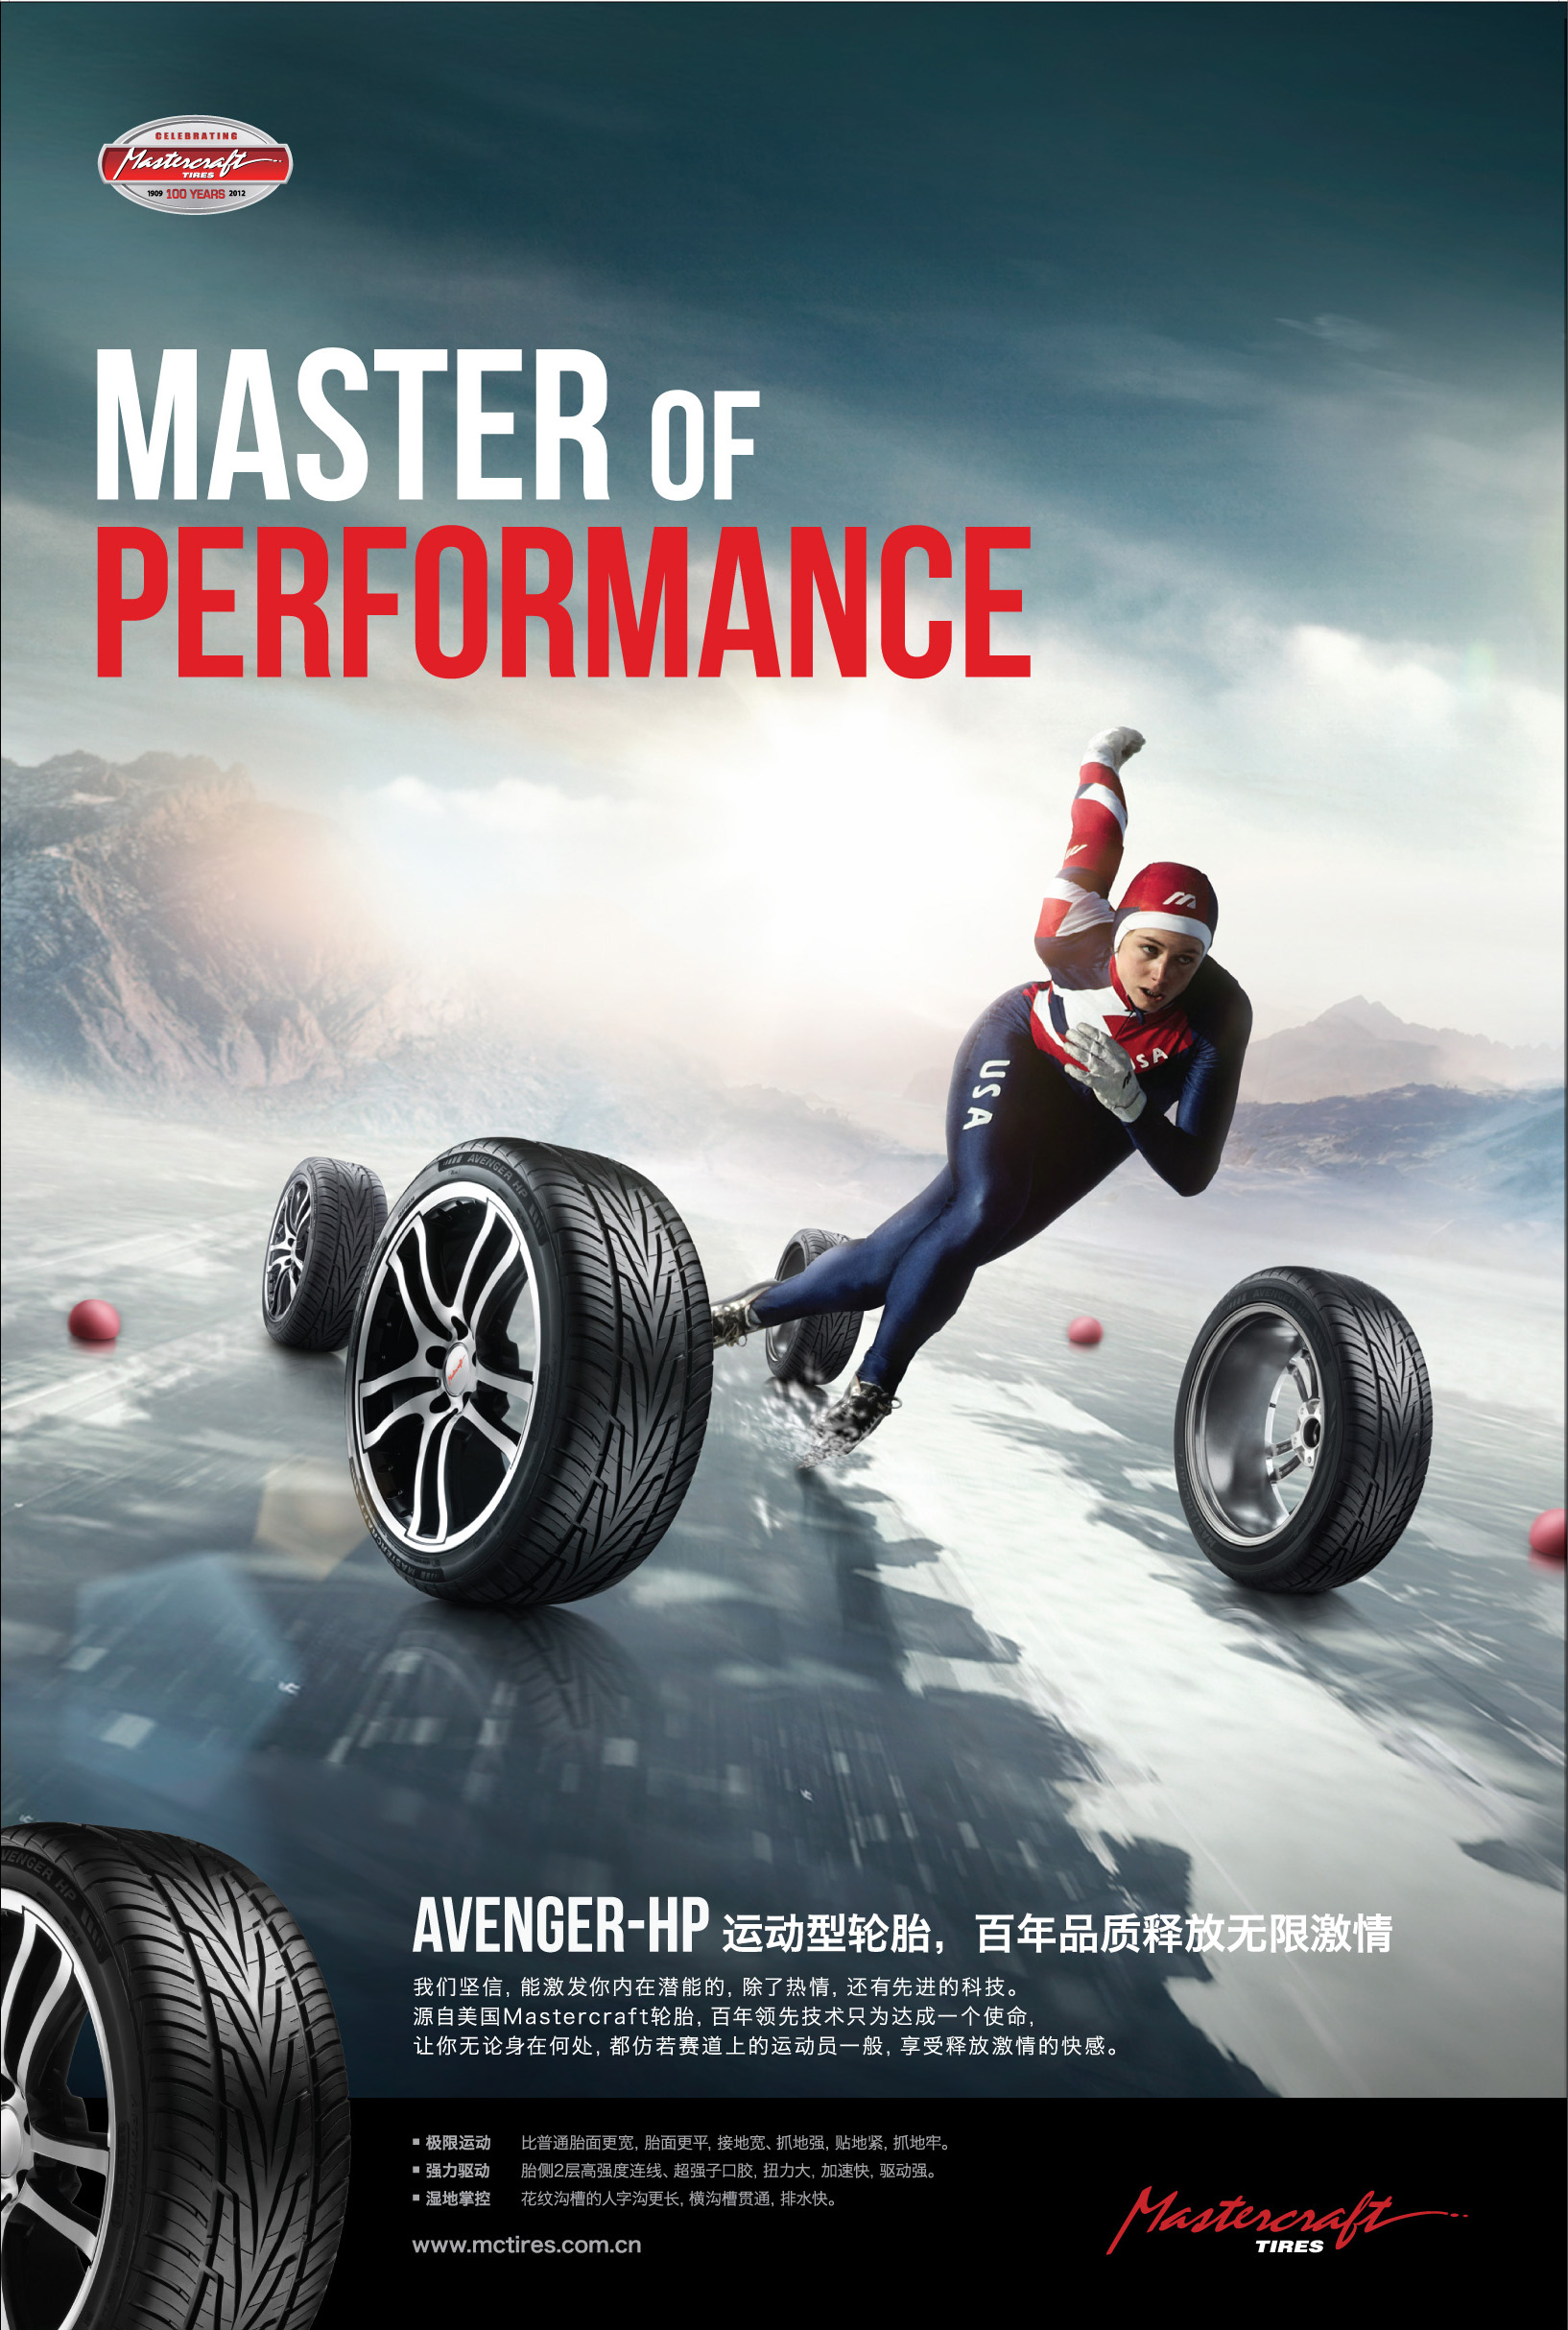 CELEBRATING
Mastercraft
TIRES
1909 100 YEARS 2012
MASTER OF
PERFORMANCE
USA
USA
AVENGER HP
MASTERCRAFT
AVENGER HP
AVENGER-HP 运动型轮胎，百年品质释放无限激情
我们坚信, 能激发你内在潜能的, 除了热情, 还有先进的科技。
源自美国Mastercraft轮胎, 百年领先技术只为达成一个使命,
让你无论身在何处, 都仿若赛道上的运动员一般, 享受释放激情的快感。
▪ 极限运动 比普通胎面更宽, 胎面更平, 接地宽、抓地强, 贴地紧, 抓地牢。
▪ 强力驱动 胎侧2层高强度连线、超强子口胶, 扭力大, 加速快, 驱动强。
▪ 湿地掌控 花纹沟槽的人字沟更长, 横沟槽贯通, 排水快。
www.mctires.com.cn
Mastercraft
TIRES